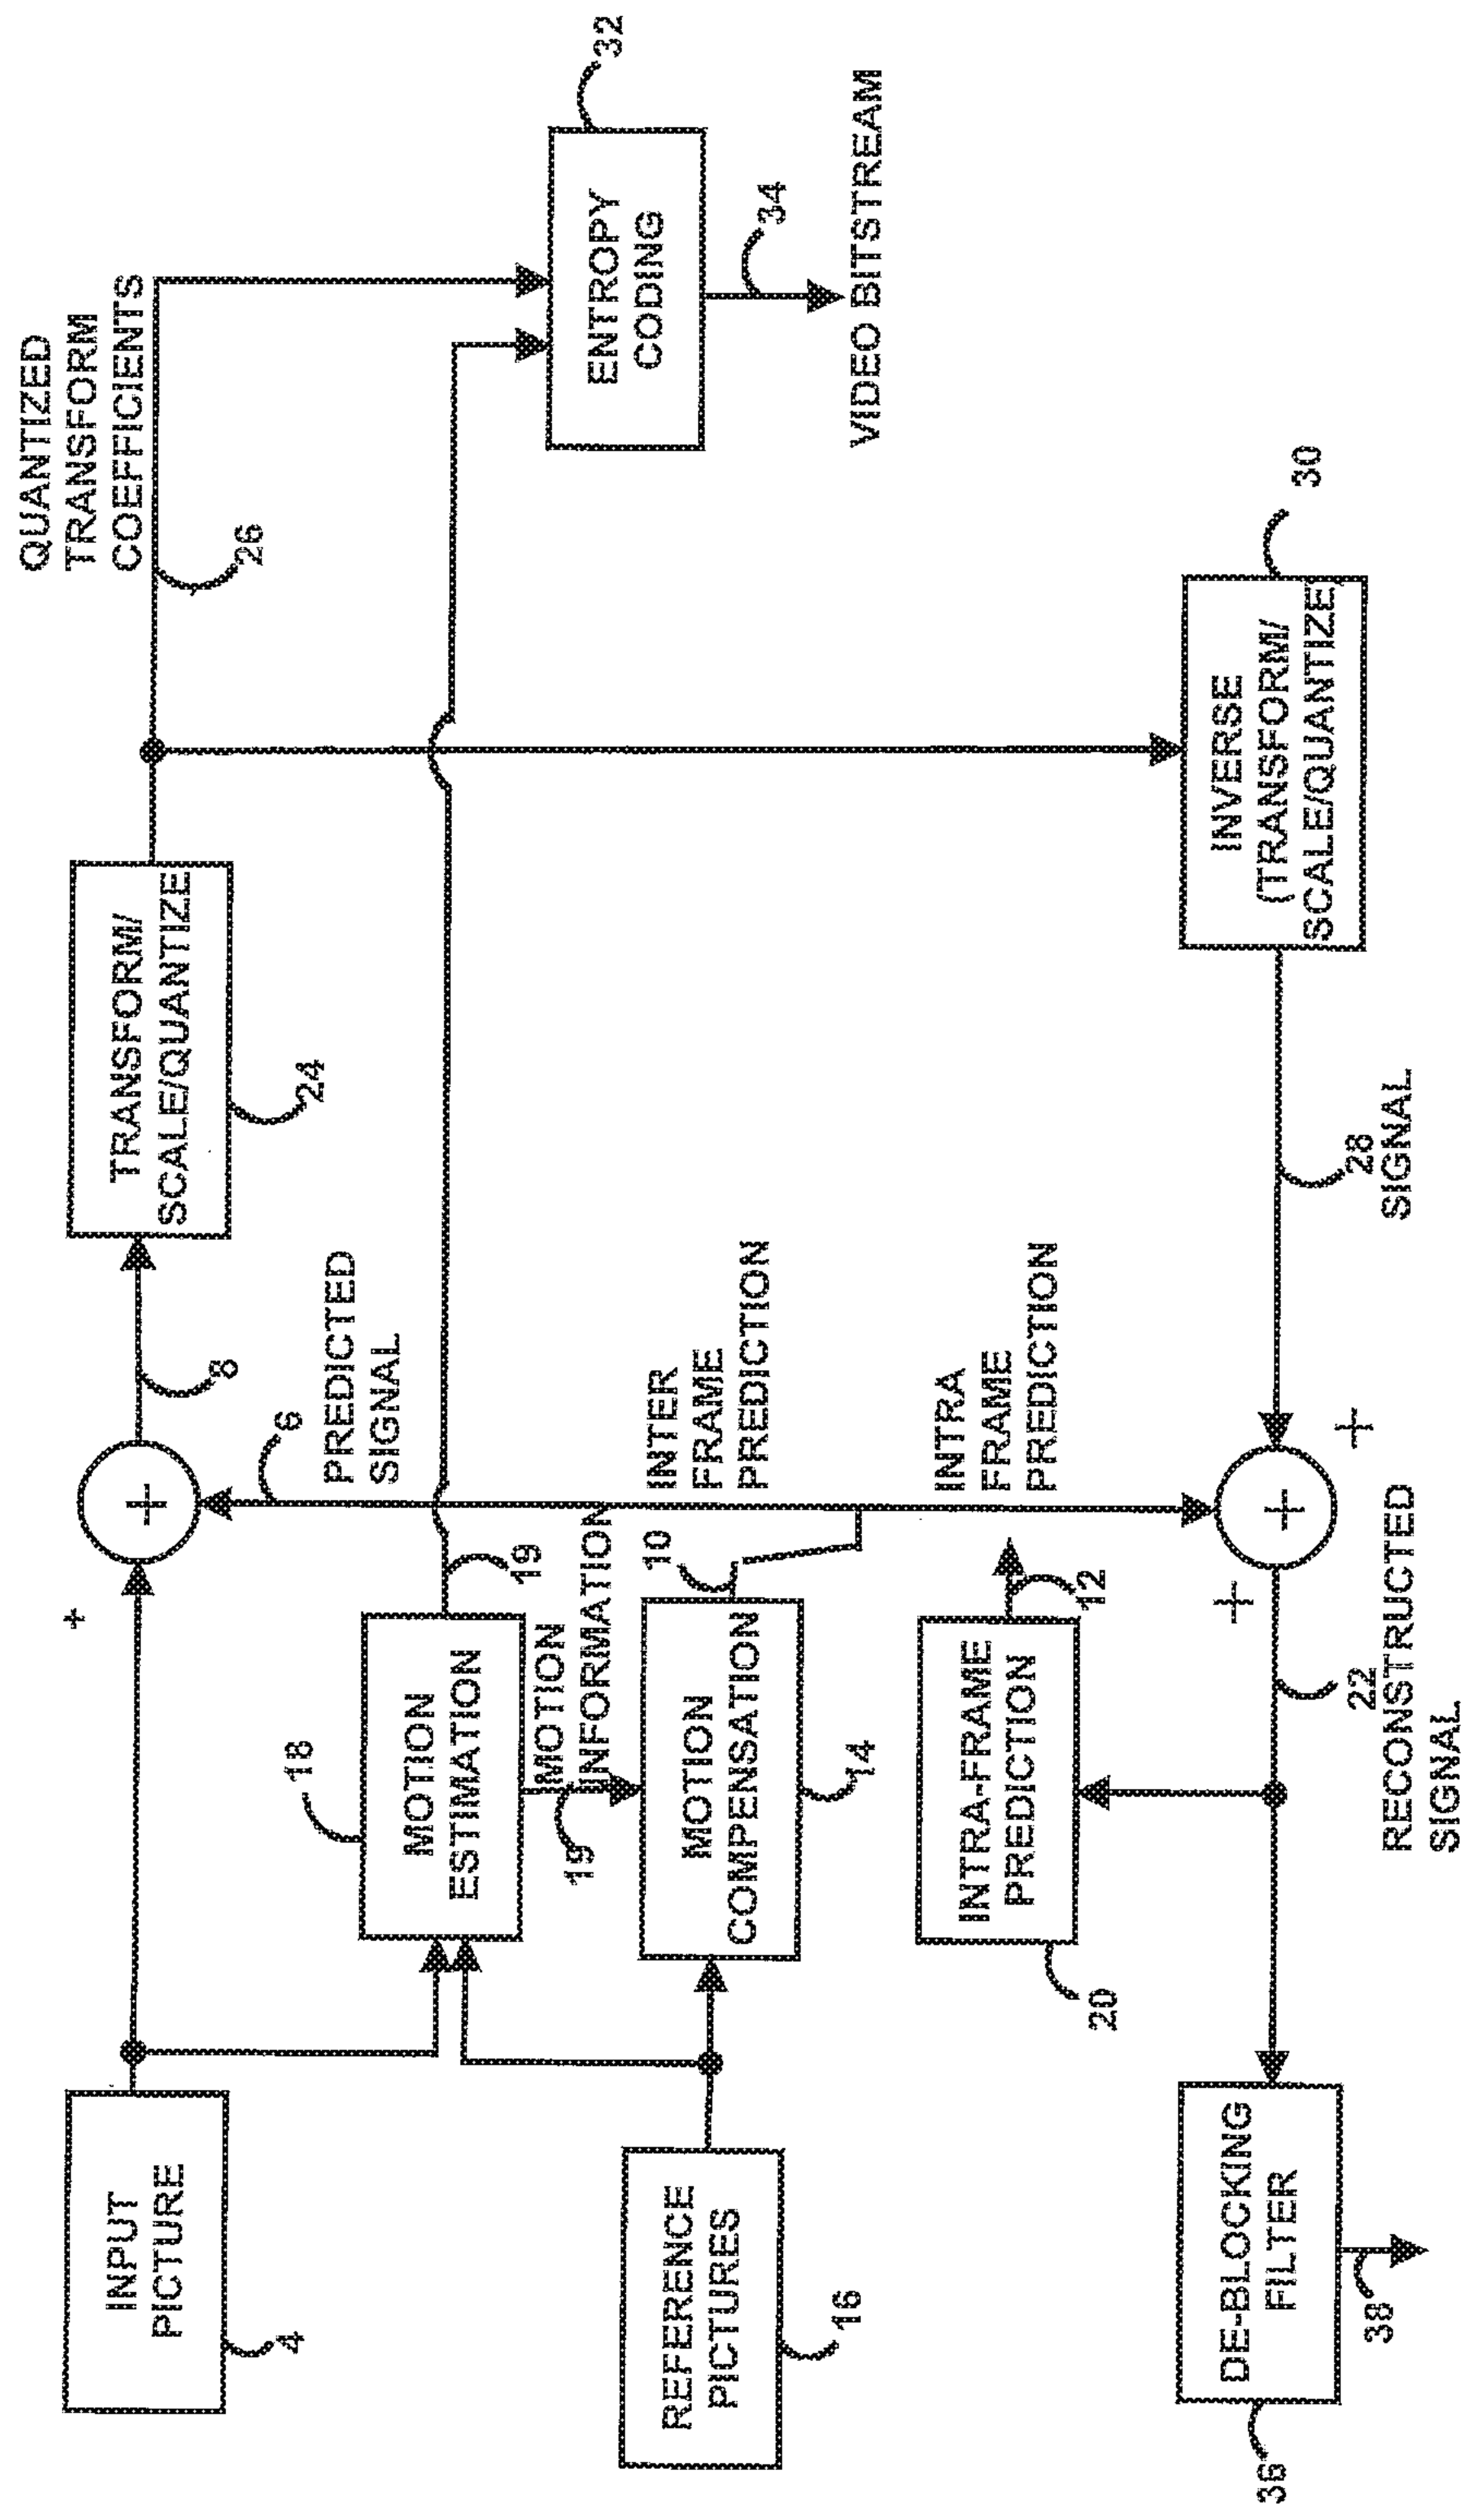 INPUT
PICTURE
4
+
+
8
6
PREDICTED
SIGNAL
TRANSFORM/
SCALE/QUANTIZE
24
QUANTIZED
TRANSFORM
COEFFICIENTS
26
18
MOTION
ESTIMATION
19
MOTION
INFORMATION
19
REFERENCE
PICTURES
16
MOTION
COMPENSATION
14
10
INTER
FRAME
PREDICTION
ENTROPY
CODING
32
34
VIDEO BITSTREAM
INTRA-FRAME
PREDICTION
20
12
INTRA
FRAME
PREDICTION
DE-BLOCKING
FILTER
36
38
22
RECONSTRUCTED
SIGNAL
+
+
+
28
SIGNAL
INVERSE
(TRANSFORM/
SCALE/QUANTIZE
30